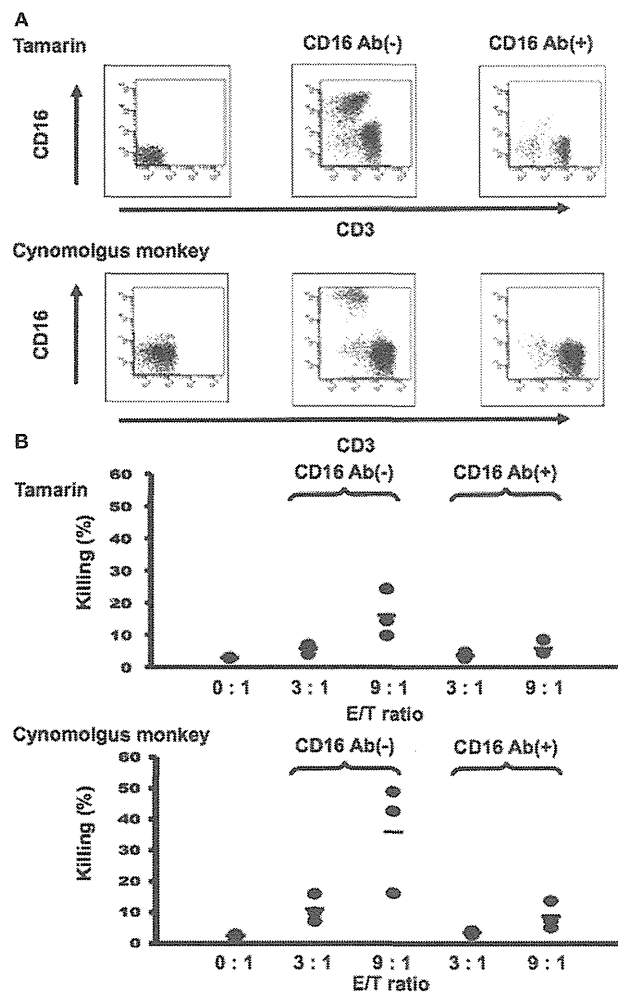 A
Tamarin
CD16 Ab(-)
CD16 Ab(+)
CD16
CD3
Cynomolgus monkey
CD16
CD3
B
Tamarin
CD16 Ab(-)
CD16 Ab(+)
Killing (%)
60
50
40
30
20
10
0
0 : 1
3 : 1
9 : 1
3 : 1
9 : 1
E/T ratio
Cynomolgus monkey
CD16 Ab(-)
CD16 Ab(+)
Killing (%)
60
50
40
30
20
10
0
0 : 1
3 : 1
9 : 1
3 : 1
9 : 1
E/T ratio